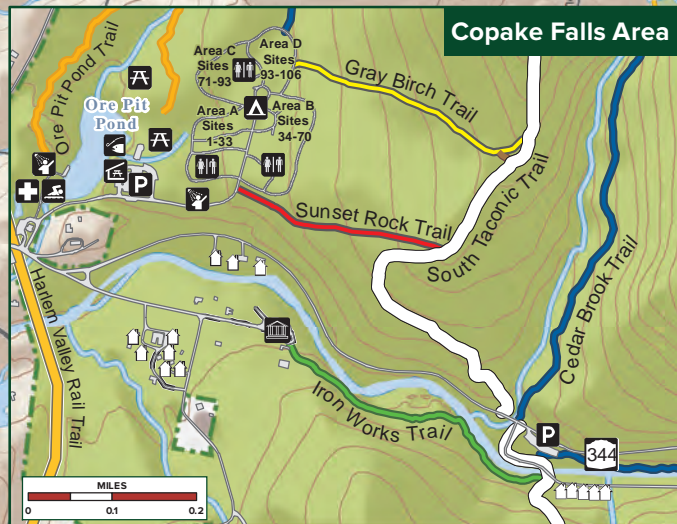 Copake Falls Area
Ore Pit Pond Trail
Area C
Sites
71-93
Area D
Sites
93-106
Gray Birch Trail
Ore Pit
Pond
Area A
Sites
1-33
Area B
Sites
34-70
P
Sunset Rock Trail
South Taconic Trail
Cedar Brook Trail
Harlem Valley Rail Trail
Iron Works Trail
P
344
MILES
0
0.1
0.2